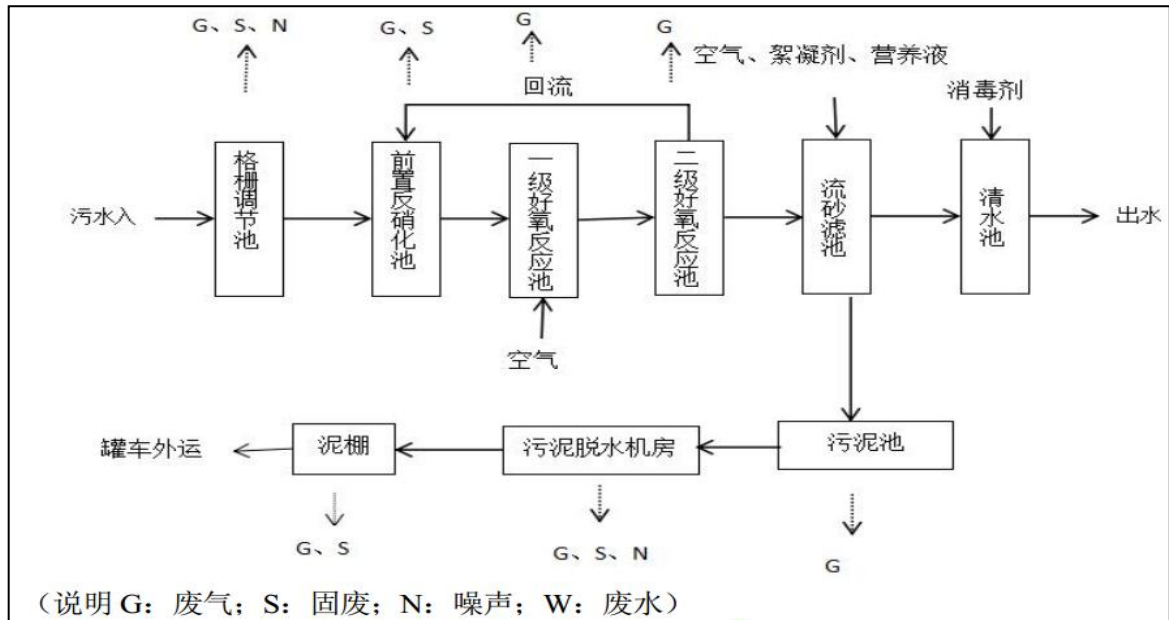 G、S、N
G、S
G
G
空气、絮凝剂、营养液
回流
消毒剂
污水入
格栅调节池
前置反硝化池
一级好氧反应池
二级好氧反应池
流砂滤池
清水池
出水
空气
罐车外运
泥棚
污泥脱水机房
污泥池
G、S
G、S、N
G
（说明 G：废气；S：固废；N：噪声；W：废水）